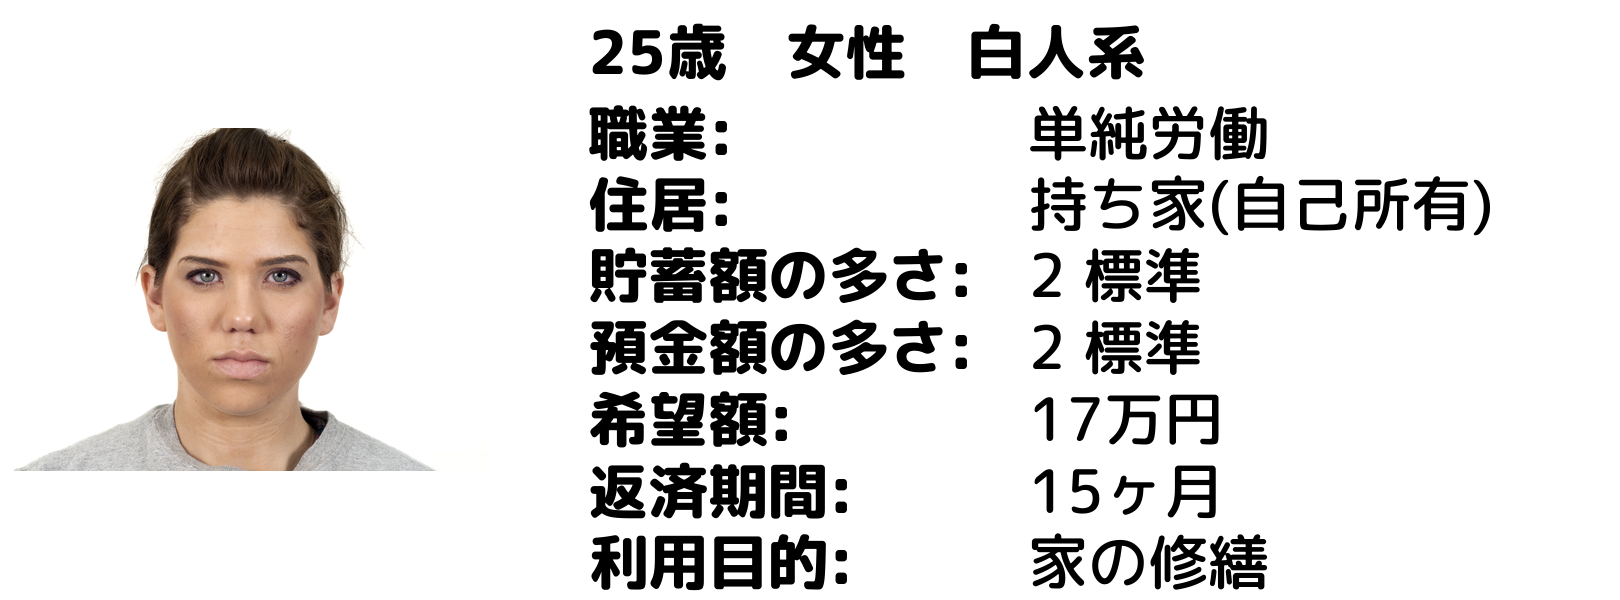 25歳　女性　白人系
職業: 単純労働
住居: 持ち家(自己所有)
貯蓄額の多さ: 2 標準
預金額の多さ: 2 標準
希望額: 17万円
返済期間: 15ヶ月
利用目的: 家の修繕